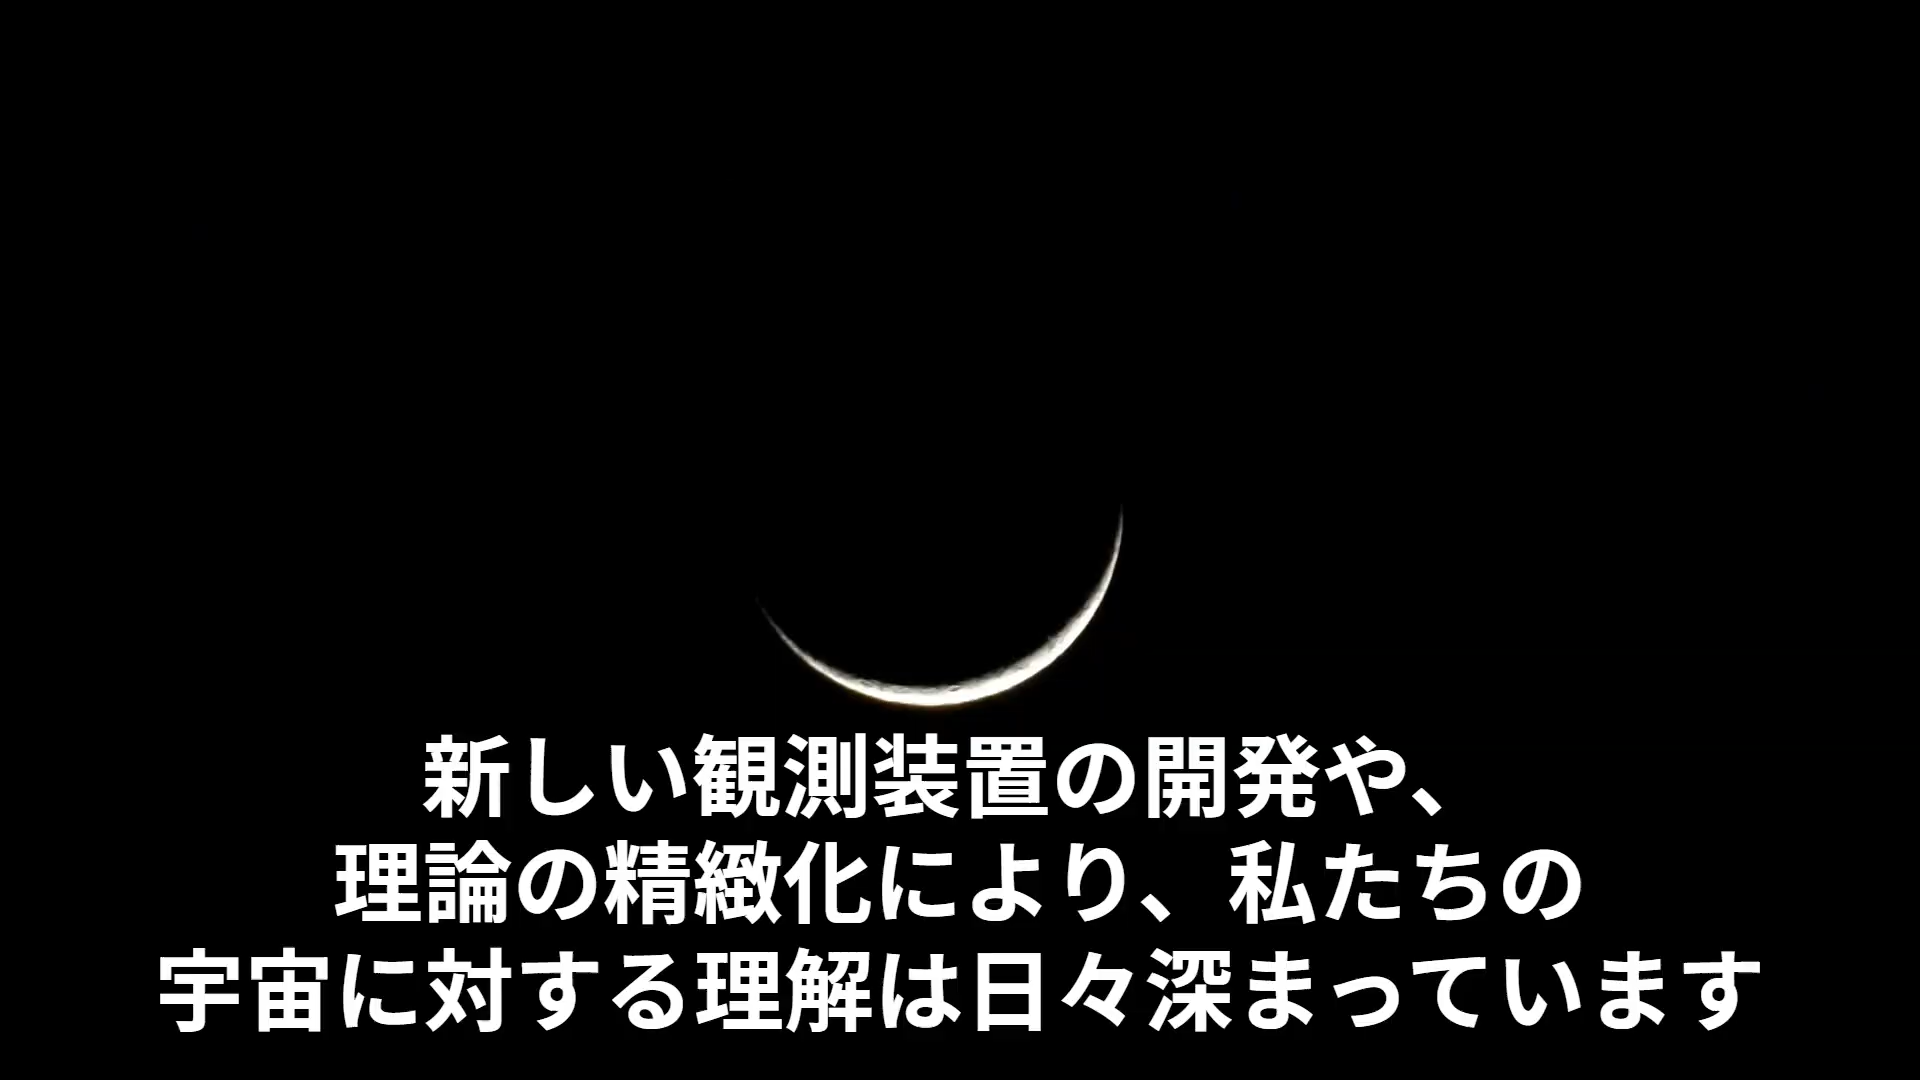 新しい観測装置の開発や、
理論の精緻化により、私たちの
宇宙に対する理解は日々深まっています